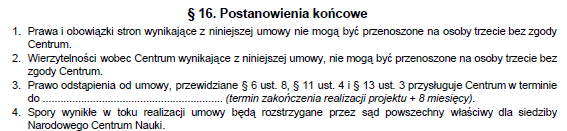 § 16. Postanowienia końcowe
1. Prawa i obowiązki stron wynikające z niniejszej umowy nie mogą być przenoszone na osoby trzecie bez zgody
Centrum.
2. Wierzytelności wobec Centrum wynikające z niniejszej umowy, nie mogą być przenoszone na osoby trzecie bez
zgody Centrum.
3. Prawo odstąpienia od umowy, przewidziane § 6 ust. 8, § 11 ust. 4 i § 13 ust. 3 przysługuje Centrum w terminie
do ............................................................ (termin zakończenia realizacji projektu + 8 miesięcy).
4. Spory wynikłe w toku realizacji umowy będą rozstrzygane przez sąd powszechny właściwy dla siedziby
Narodowego Centrum Nauki.